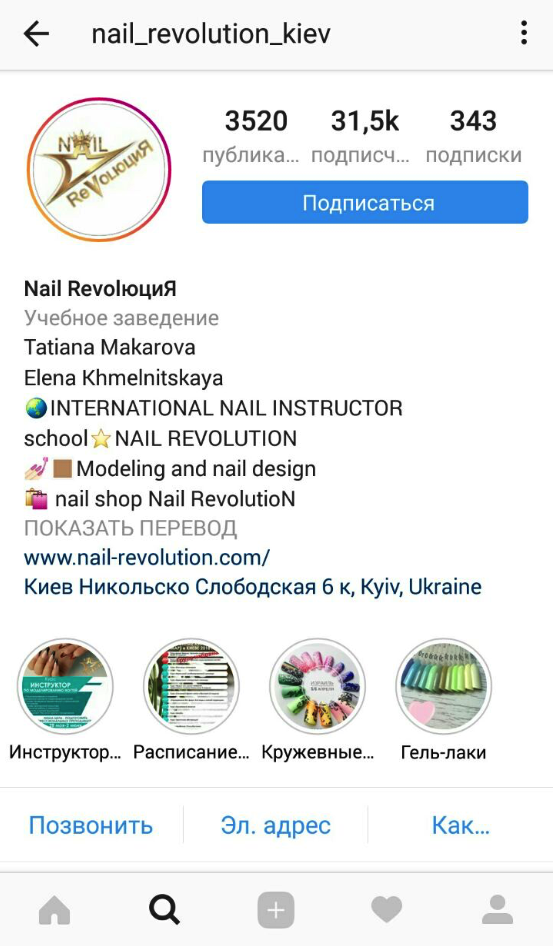 nail_revolution_kiev
3520 31,5k 343
публика... подписч... подписки
Подписаться
NAIL
ReVолюциЯ
Nail RevolюциЯ
Учебное заведение
Tatiana Makarova
Elena Khmelnitskaya
🌍INTERNATIONAL NAIL INSTRUCTOR
school⭐NAIL REVOLUTION
💅🏫Modeling and nail design
🛍 nail shop Nail RevolutioN
ПОКАЗАТЬ ПЕРЕВОД
www.nail-revolution.com/
Киев Никольско Слободская 6 к, Kyiv, Ukraine
ИНСТРУКТОР
Инструктор... Расписание... Кружевные... Гель-лаки
Позвонить Эл. адрес Как...